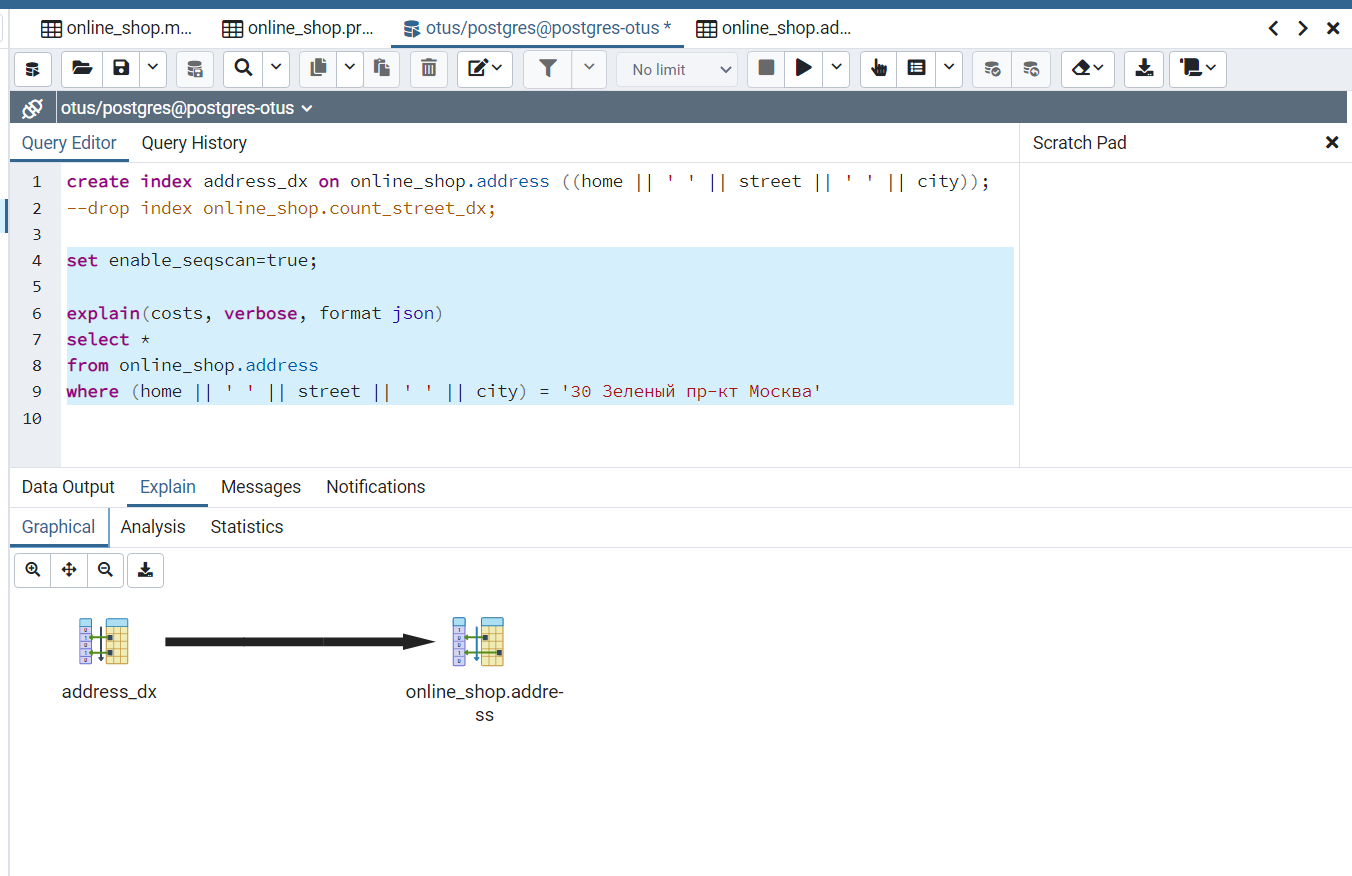 online_shop.m...
online_shop.pr...
otus/postgres@postgres-otus *
online_shop.ad...
No limit
otus/postgres@postgres-otus
Query Editor
Query History
Scratch Pad
1 create index address_dx on online_shop.address ((home || ' ' || street || ' ' || city));
2 --drop index online_shop.count_street_dx;
3
4 set enable_seqscan=true;
5
6 explain(costs, verbose, format json)
7 select *
8 from online_shop.address
9 where (home || ' ' || street || ' ' || city) = '30 Зеленый пр-кт Москва'
10
Data Output
Explain
Messages
Notifications
Graphical
Analysis
Statistics
address_dx
online_shop.addre-
ss